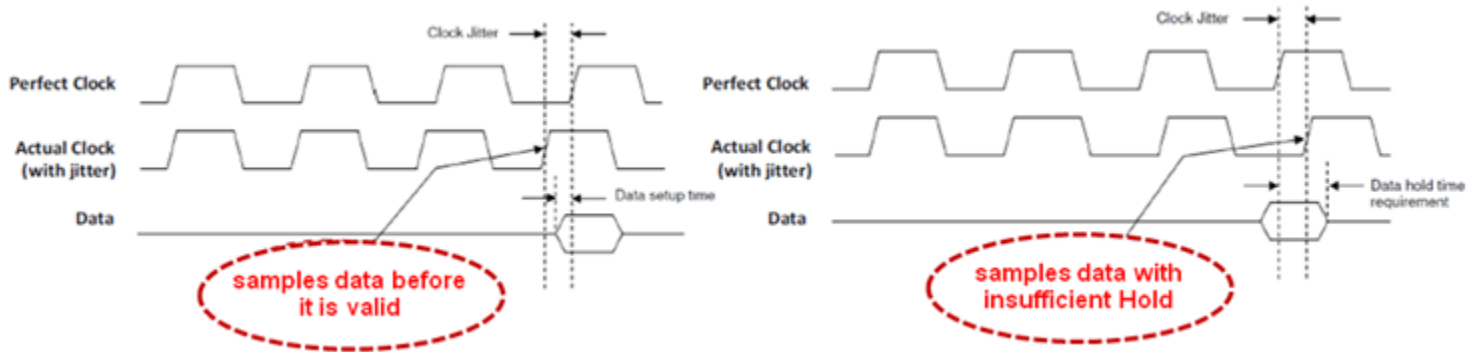 Clock Jitter
Perfect Clock
Actual Clock
(with jitter)
Data setup time
Data
samples data before
it is valid
Clock Jitter
Perfect Clock
Actual Clock
(with jitter)
Data hold time
requirement
Data
samples data with
insufficient Hold